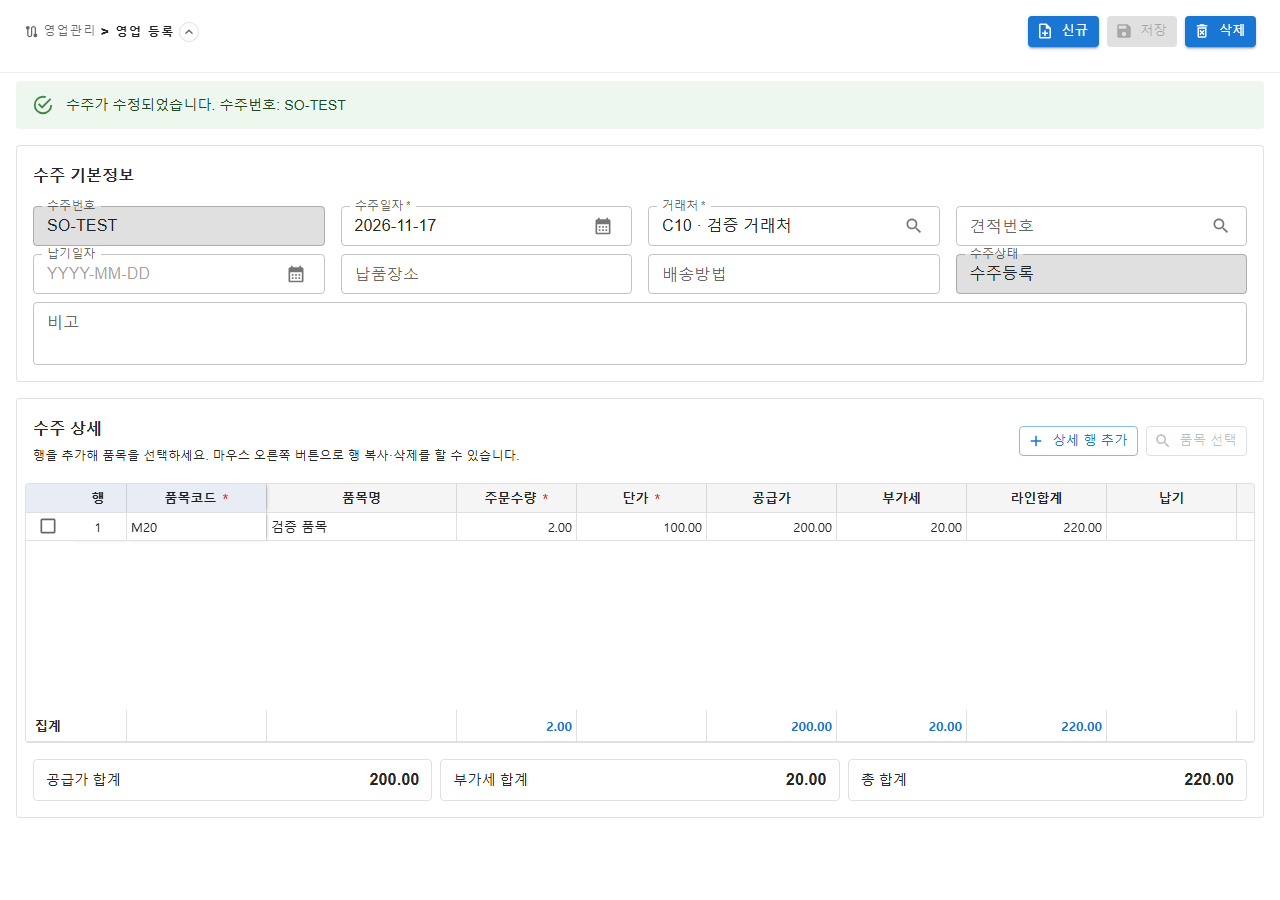 영업관리 > 영업 등록
신규 저장 삭제
수주가 수정되었습니다. 수주번호: SO-TEST
수주 기본정보
수주번호 수주일자 * 거래처 *
SO-TEST 2026-11-17 C10 · 검증 거래처 견적번호
납기일자 수주상태
YYYY-MM-DD 납품장소 배송방법 수주등록
비고
수주 상세
상세 행 추가 품목 선택
행을 추가해 품목을 선택하세요. 마우스 오른쪽 버튼으로 행 복사·삭제를 할 수 있습니다.
행 품목코드 * 품목명 주문수량 * 단가 * 공급가 부가세 라인합계 납기
1 M20 검증 품목 2.00 100.00 200.00 20.00 220.00
집계 2.00 200.00 20.00 220.00
공급가 합계 200.00 부가세 합계 20.00 총 합계 220.00